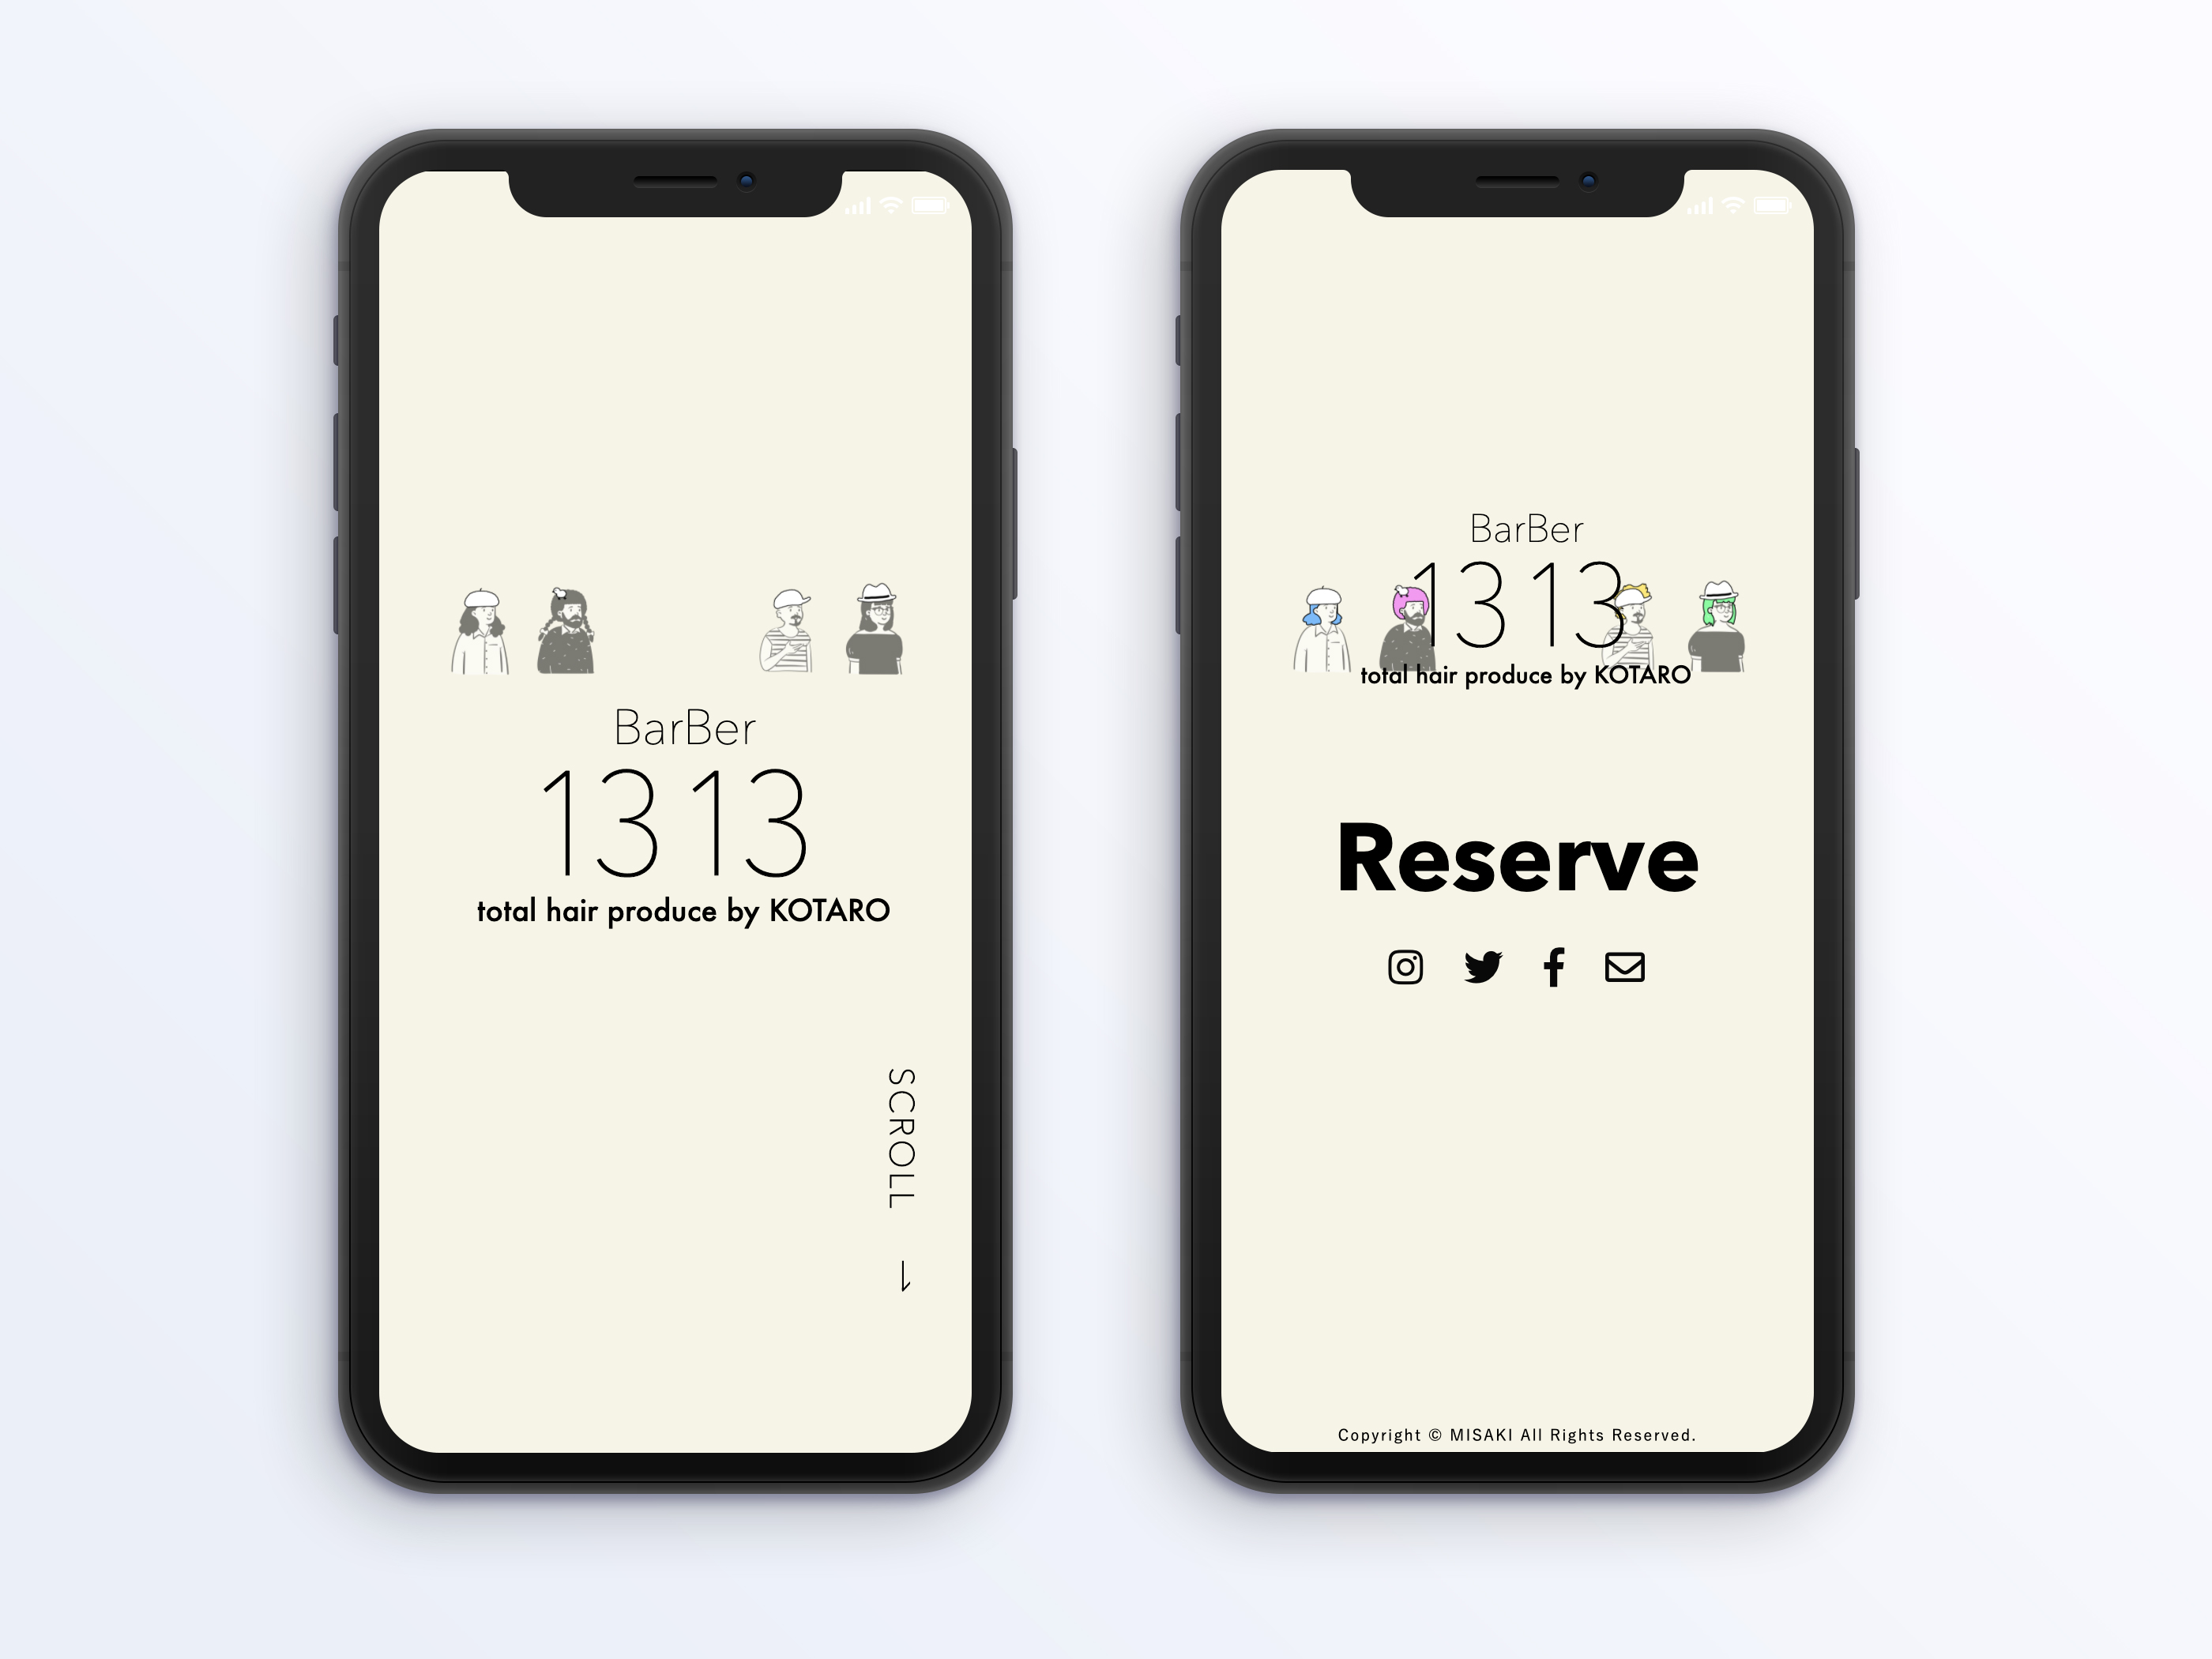 BarBer
1313
total hair produce by KOTARO
SCROLL
BarBer
1313
total hair produce by KOTARO
Reserve
Copyright © MISAKI All Rights Reserved.